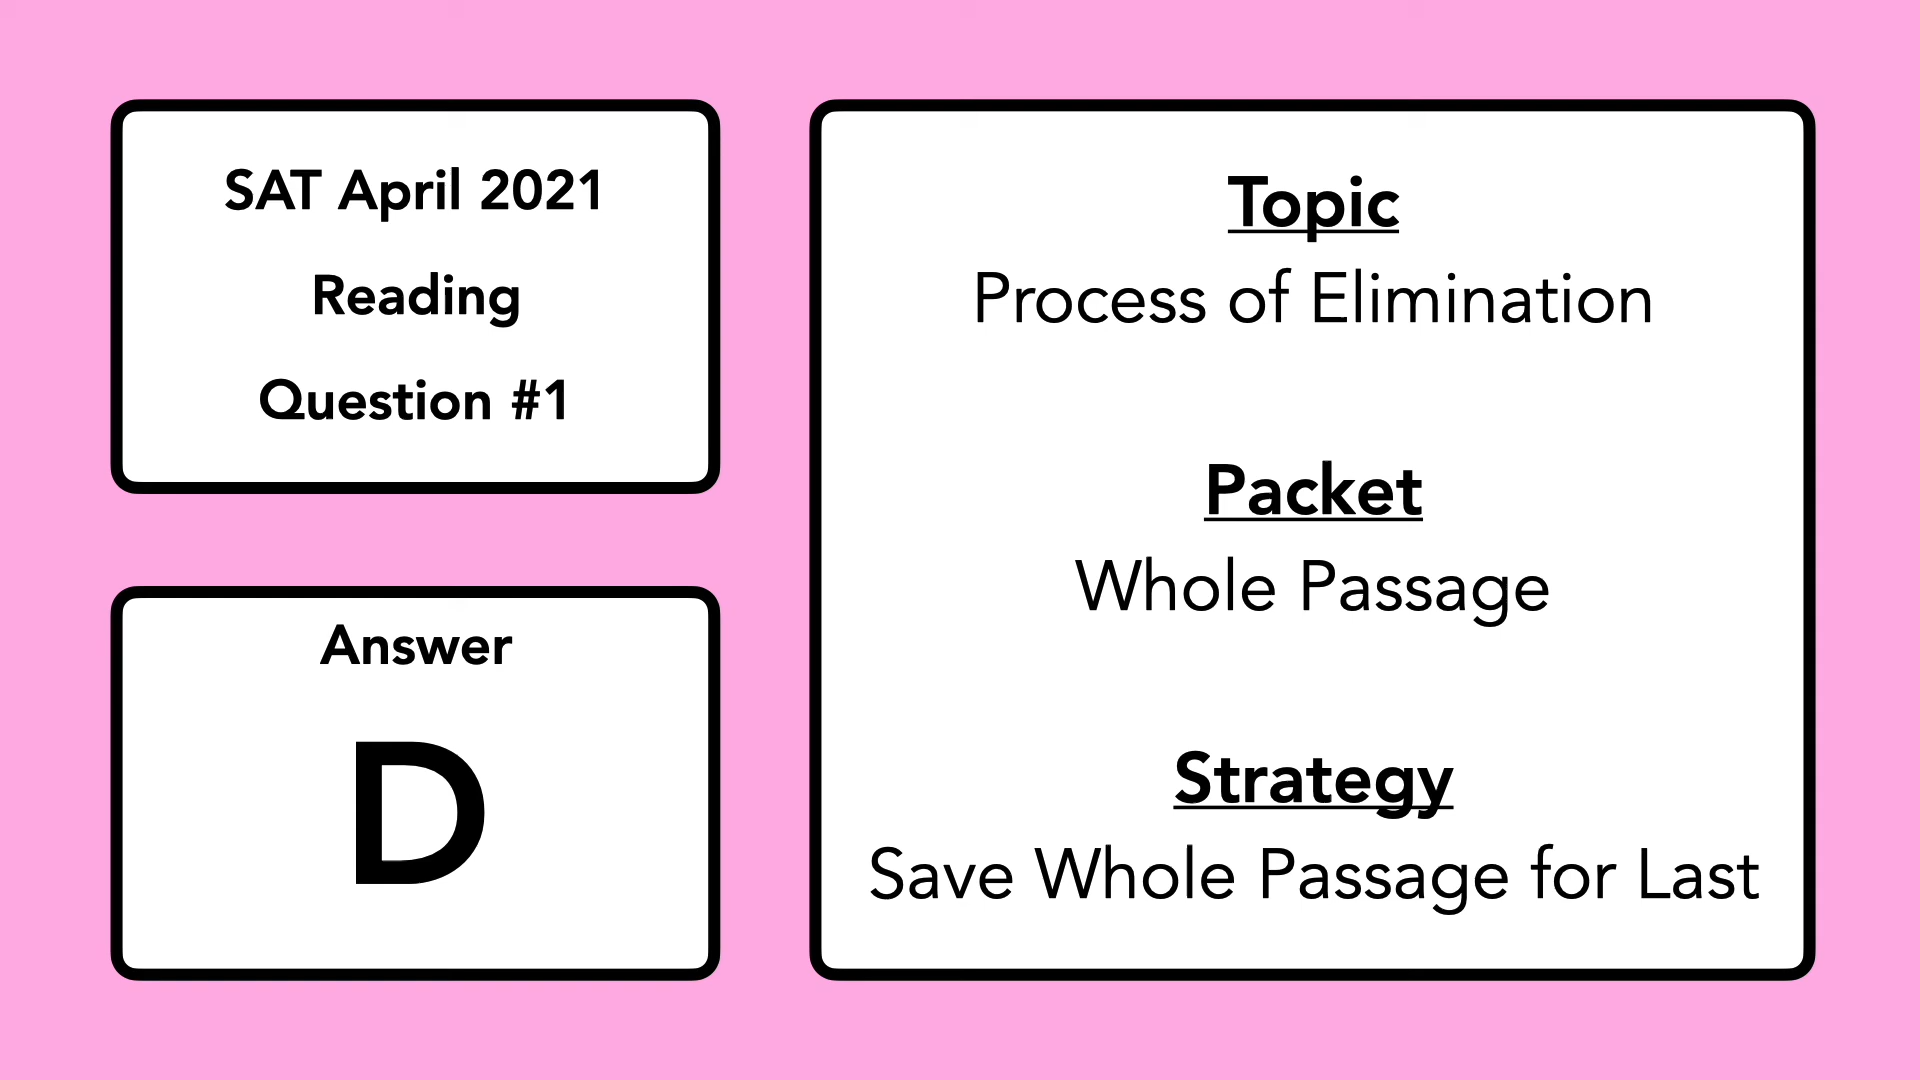 SAT April 2021
Reading
Question #1
Answer
D
Topic
Process of Elimination
Packet
Whole Passage
Strategy
Save Whole Passage for Last